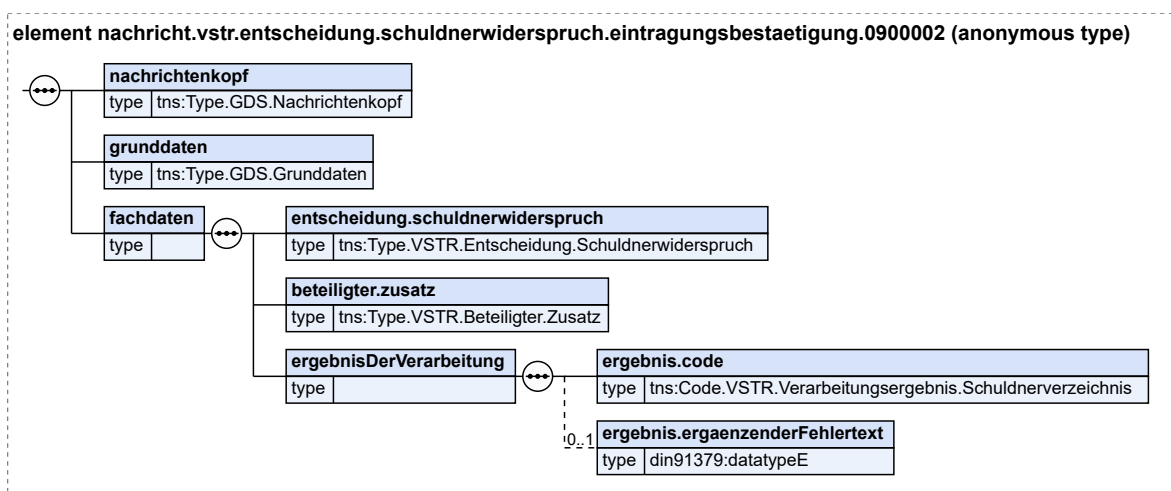 element nachricht.vstr.entscheidung.schuldnerwiderspruch.eintragungsbestaetigung.0900002 (anonymous type)
nachrichtenkopf
type tns:Type.GDS.Nachrichtenkopf
grunddaten
type tns:Type.GDS.Grunddaten
fachdaten
type
entscheidung.schuldnerwiderspruch
type tns:Type.VSTR.Entscheidung.Schuldnerwiderspruch
beteiligter.zusatz
type tns:Type.VSTR.Beteiligter.Zusatz
ergebnisDerVerarbeitung
type
ergebnis.code
type tns:Code.VSTR.Verarbeitungsergebnis.Schuldnerverzeichnis
0..1
ergebnis.ergaenzenderFehlertext
type din91379:datatypeE